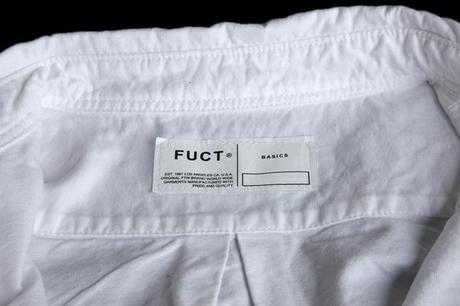 FUCT®
BASICS
EST 1991 LOS ANGELES CA. U.S.A.
ORIGINAL FTW BRAND WORLD WIDE
GARMENTS MANUFACTURED WITH
PRIDE AND QUALITY